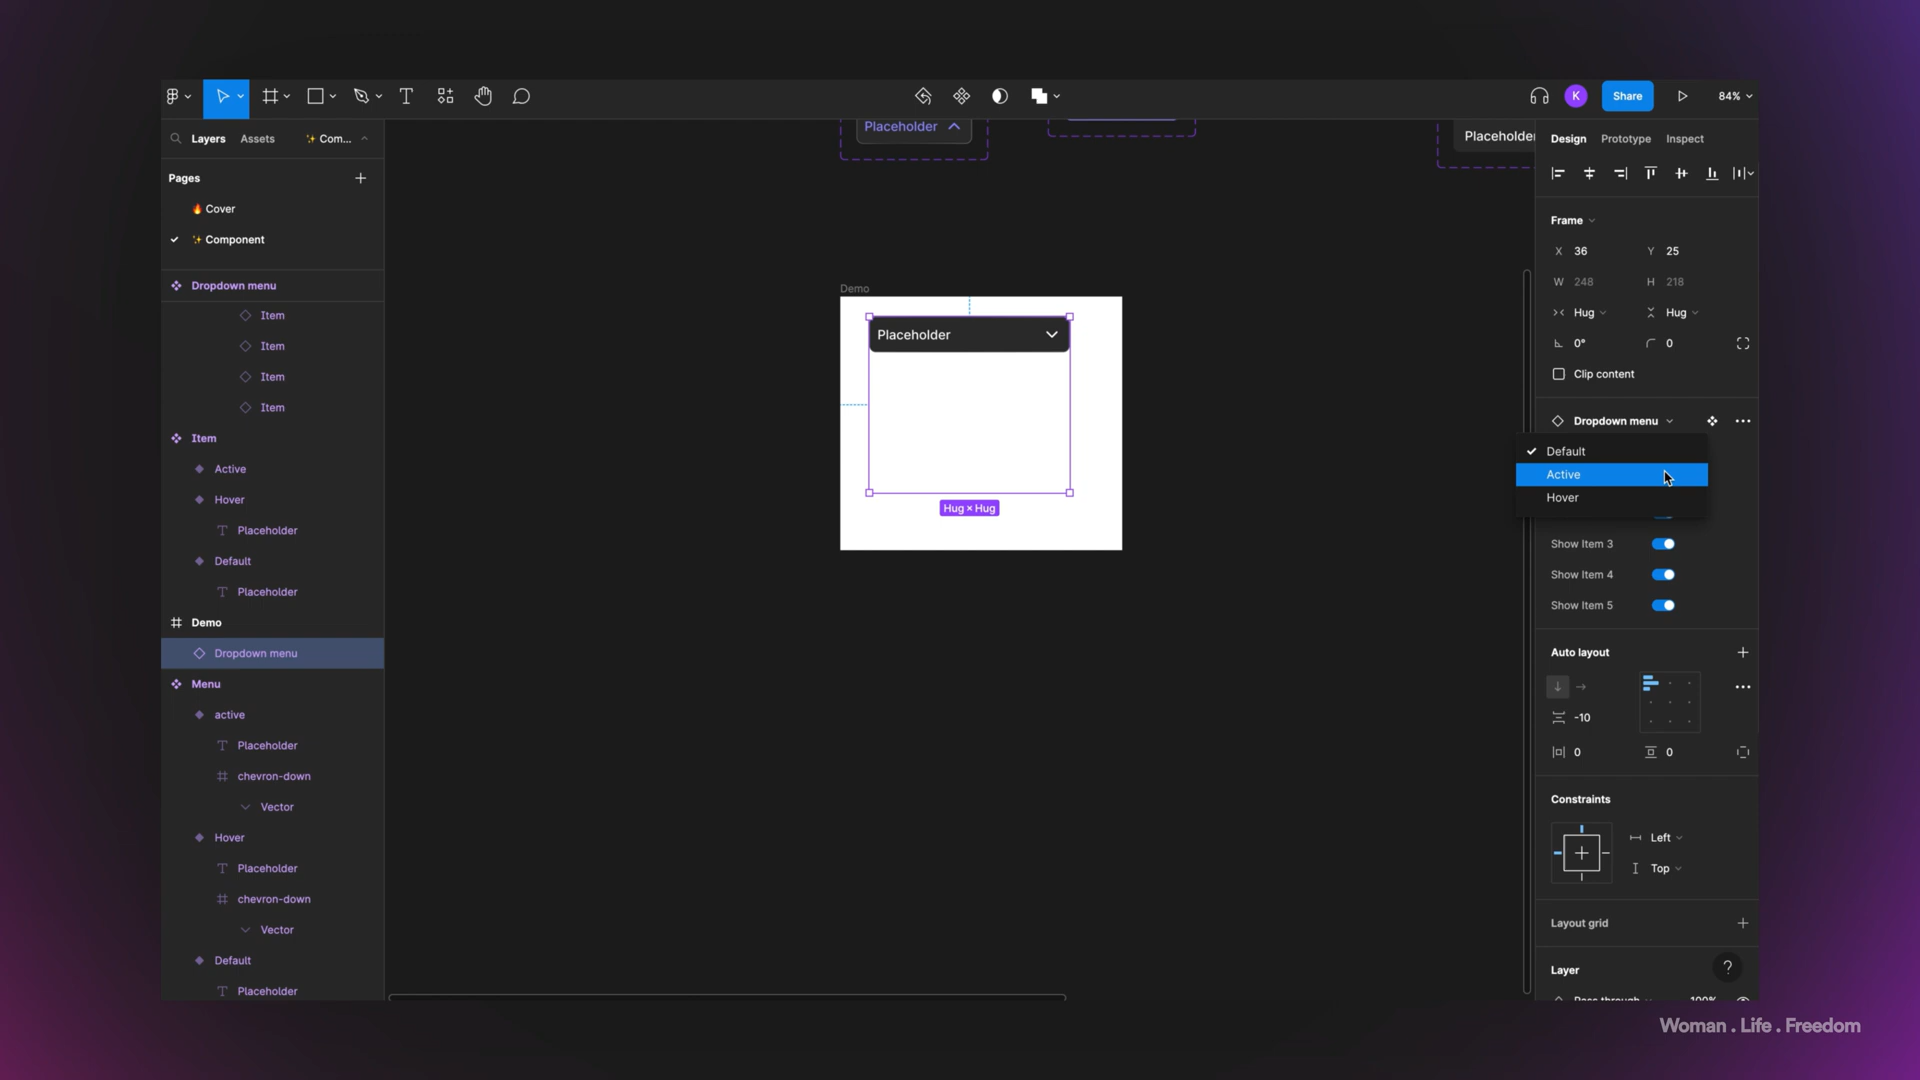 Share
84%
Layers
Assets
Com...
Pages
Cover
Component
Dropdown menu
Item
Item
Item
Item
Item
Active
Hover
Placeholder
Default
Placeholder
Demo
Dropdown menu
Menu
active
Placeholder
chevron-down
Vector
Hover
Placeholder
chevron-down
Vector
Default
Placeholder
Placeholder
Placeholder
Demo
Placeholder
Hug × Hug
K
Design
Prototype
Inspect
Frame
X 36
Y 25
W 248
H 218
Hug
Hug
0°
0
Clip content
Dropdown menu
Default
Active
Hover
Show Item 3
Show Item 4
Show Item 5
Auto layout
-10
0
0
Constraints
Left
Top
Layout grid
Layer
?
Pass through
100%
Woman . Life . Freedom